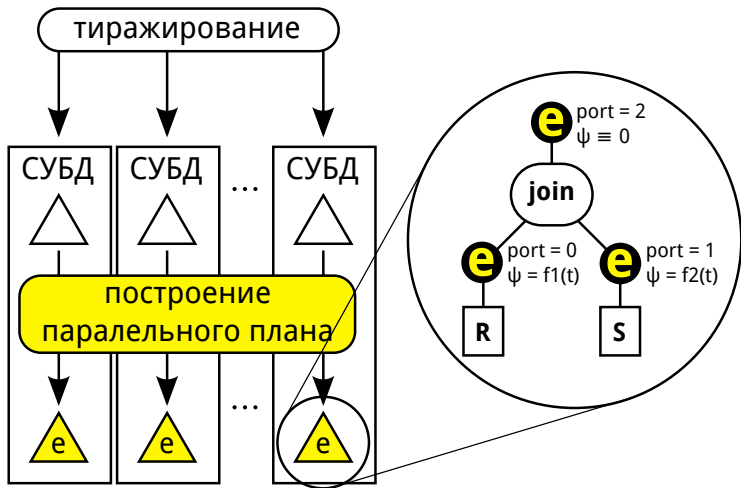 тиражирование
СУБД
СУБД
...
СУБД
построение
паралельного плана
e
e
...
e
e
port = 2
ψ ≡ 0
join
e
port = 0
ψ = f1(t)
e
port = 1
ψ = f2(t)
R
S